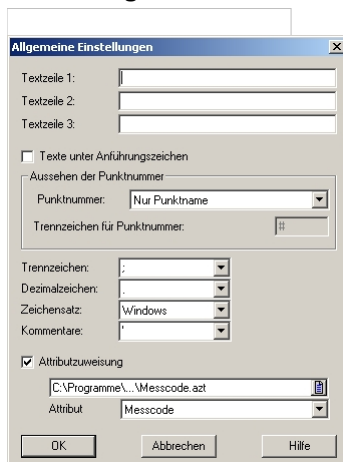 Allgemeine Einstellungen
Textzeile 1:
Textzeile 2:
Textzeile 3:
Texte unter Anführungszeichen
Aussehen der Punktnummer
Punktnummer: Nur Punktname
Trennzeichen für Punktnummer: #
Trennzeichen: ;
Dezimalzeichen: .
Zeichensatz: Windows
Kommentare: '
Attributzuweisung
C:\Programme\...\Messcode.azt
Attribut Messcode
OK Abbrechen Hilfe